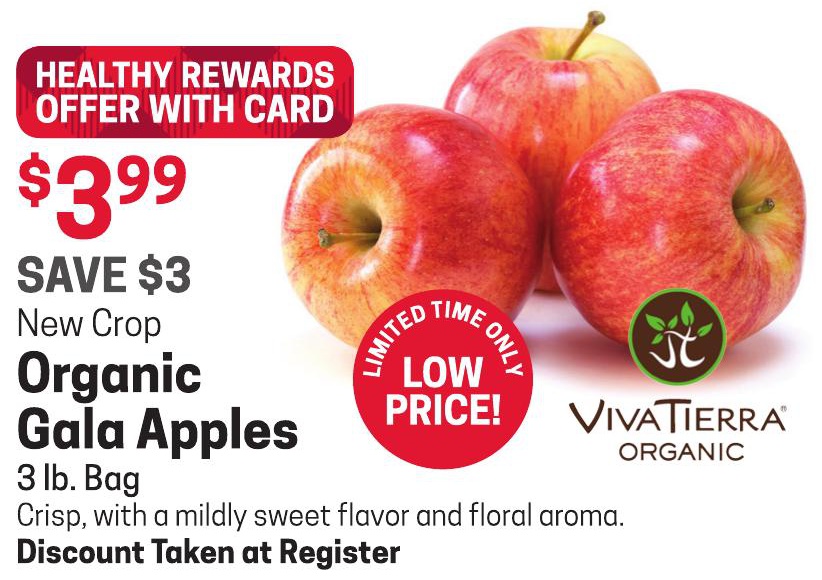 HEALTHY REWARDS
OFFER WITH CARD
$3.99
SAVE $3
New Crop
Organic
Gala Apples
3 lb. Bag
Crisp, with a mildly sweet flavor and floral aroma.
Discount Taken at Register
LIMITED TIME ONLY
LOW
PRICE!
VIVATIERRA®
ORGANIC